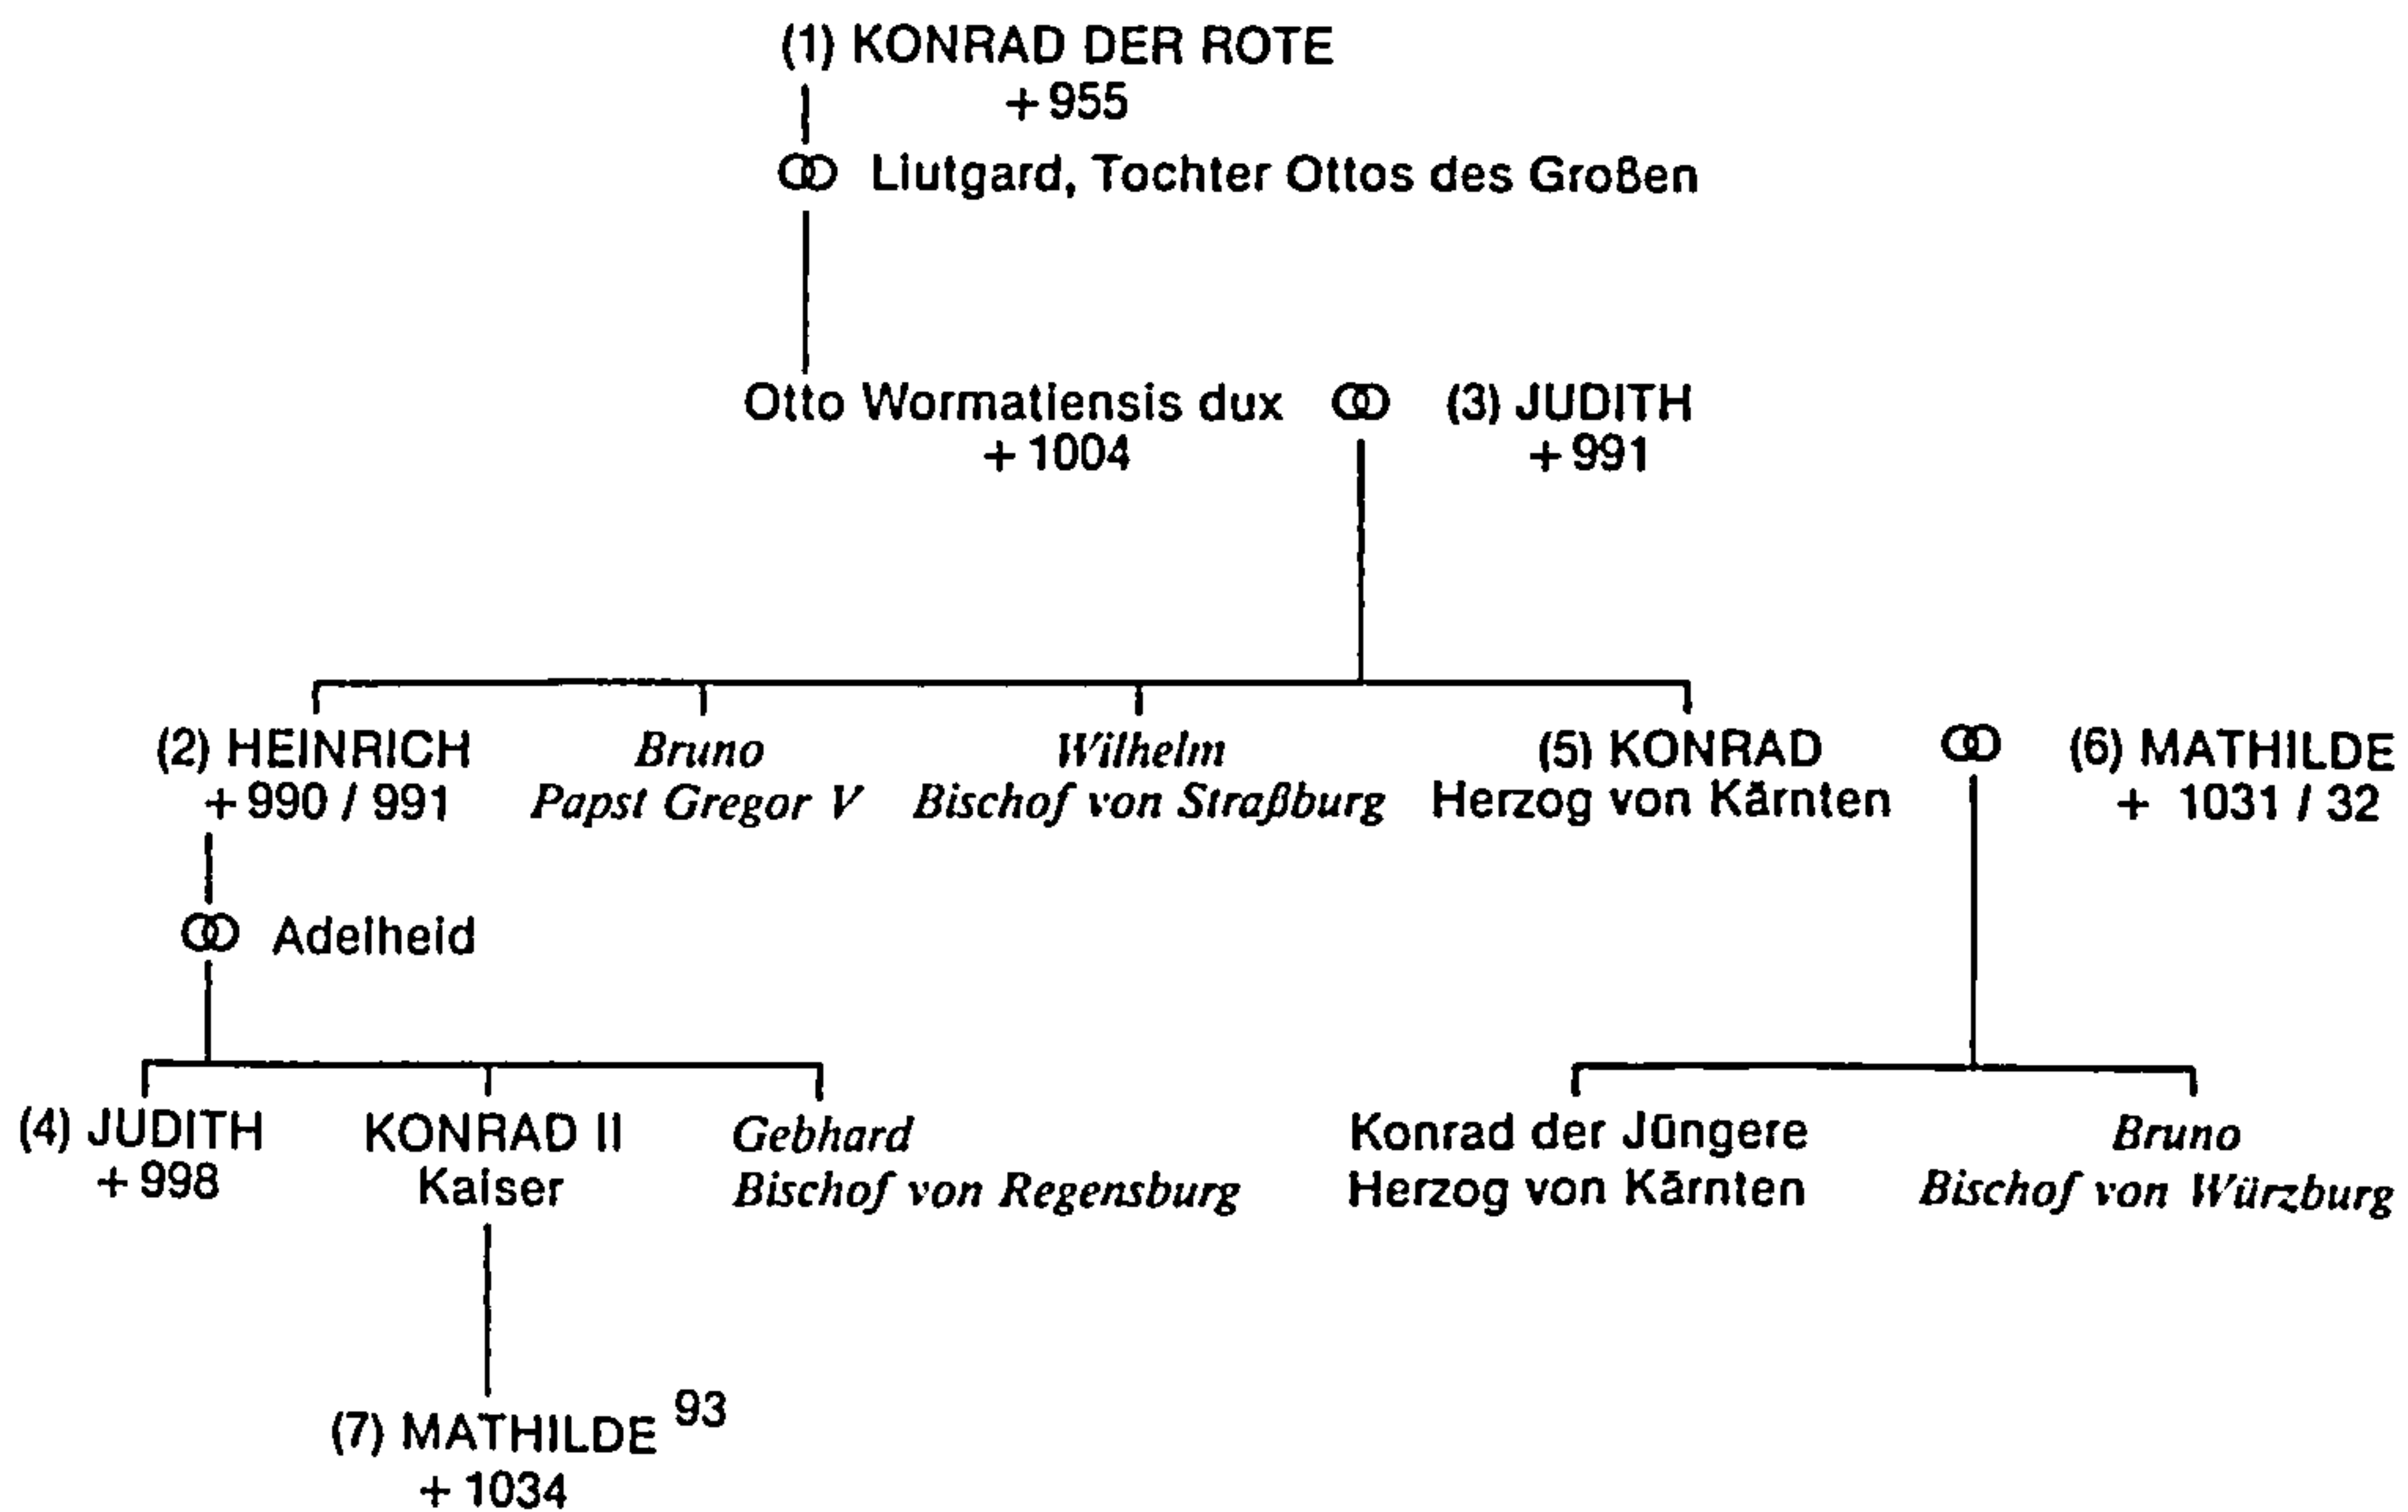 (1) KONRAD DER ROTE
+ 955
Liutgard, Tochter Ottos des Großen
Otto Wormatiensis dux (3) JUDITH
+ 1004 + 991
(2) HEINRICH Bruno Wilhelm (5) KONRAD (6) MATHILDE
+ 990 / 991 Papst Gregor V Bischof von Straßburg Herzog von Kärnten + 1031 / 32
Adelheid
(4) JUDITH KONRAD II Gebhard Konrad der Jüngere Bruno
+ 998 Kaiser Bischof von Regensburg Herzog von Kärnten Bischof von Würzburg
(7) MATHILDE 93
+ 1034